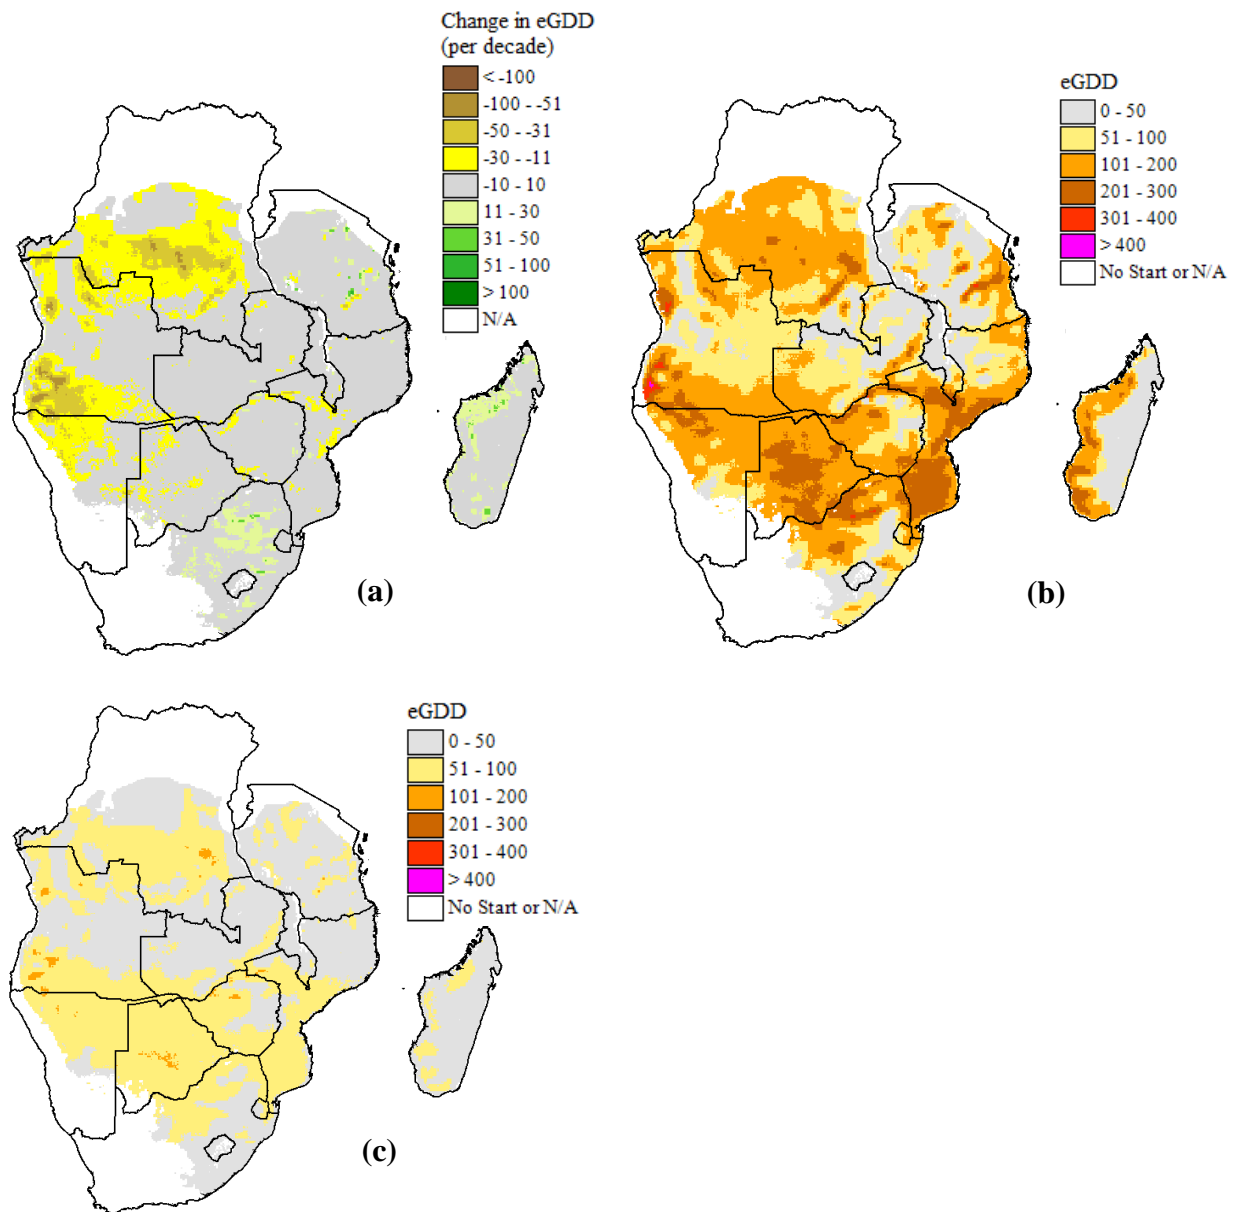 Change in eGDD
(per decade)
< -100
-100 - -51
-50 - -31
-30 - -11
-10 - 10
11 - 30
31 - 50
51 - 100
> 100
N/A
(a)
eGDD
0 - 50
51 - 100
101 - 200
201 - 300
301 - 400
> 400
No Start or N/A
(b)
eGDD
0 - 50
51 - 100
101 - 200
201 - 300
301 - 400
> 400
No Start or N/A
(c)